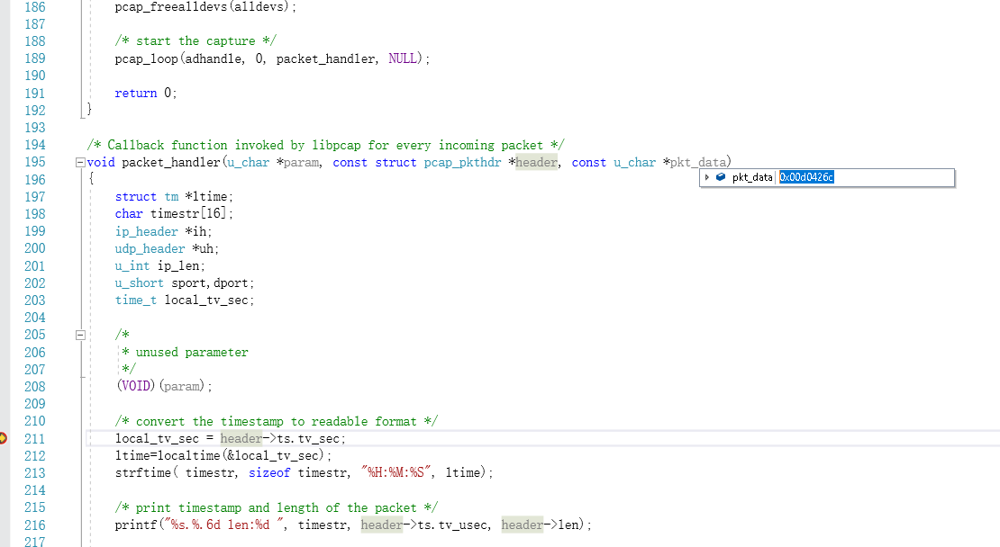 186 pcap_freealldevs(alldevs);
187
188 /* start the capture */
189 pcap_loop(adhandle, 0, packet_handler, NULL);
190
191 return 0;
192 }
193
194 /* Callback function invoked by libpcap for every incoming packet */
195 void packet_handler(u_char *param, const struct pcap_pkthdr *header, const u_char *pkt_data)
196 {
pkt_data 0x00d0426c
197 struct tm *ltime;
198 char timestr[16];
199 ip_header *ih;
200 udp_header *uh;
201 u_int ip_len;
202 u_short sport,dport;
203 time_t local_tv_sec;
204
205 /*
206 * unused parameter
207 */
208 (VOID)(param);
209
210 /* convert the timestamp to readable format */
211 local_tv_sec = header->ts.tv_sec;
212 ltime=localtime(&local_tv_sec);
213 strftime( timestr, sizeof timestr, "%H:%M:%S", ltime);
214
215 /* print timestamp and length of the packet */
216 printf("%s.%.6d len:%d ", timestr, header->ts.tv_usec, header->len);
217